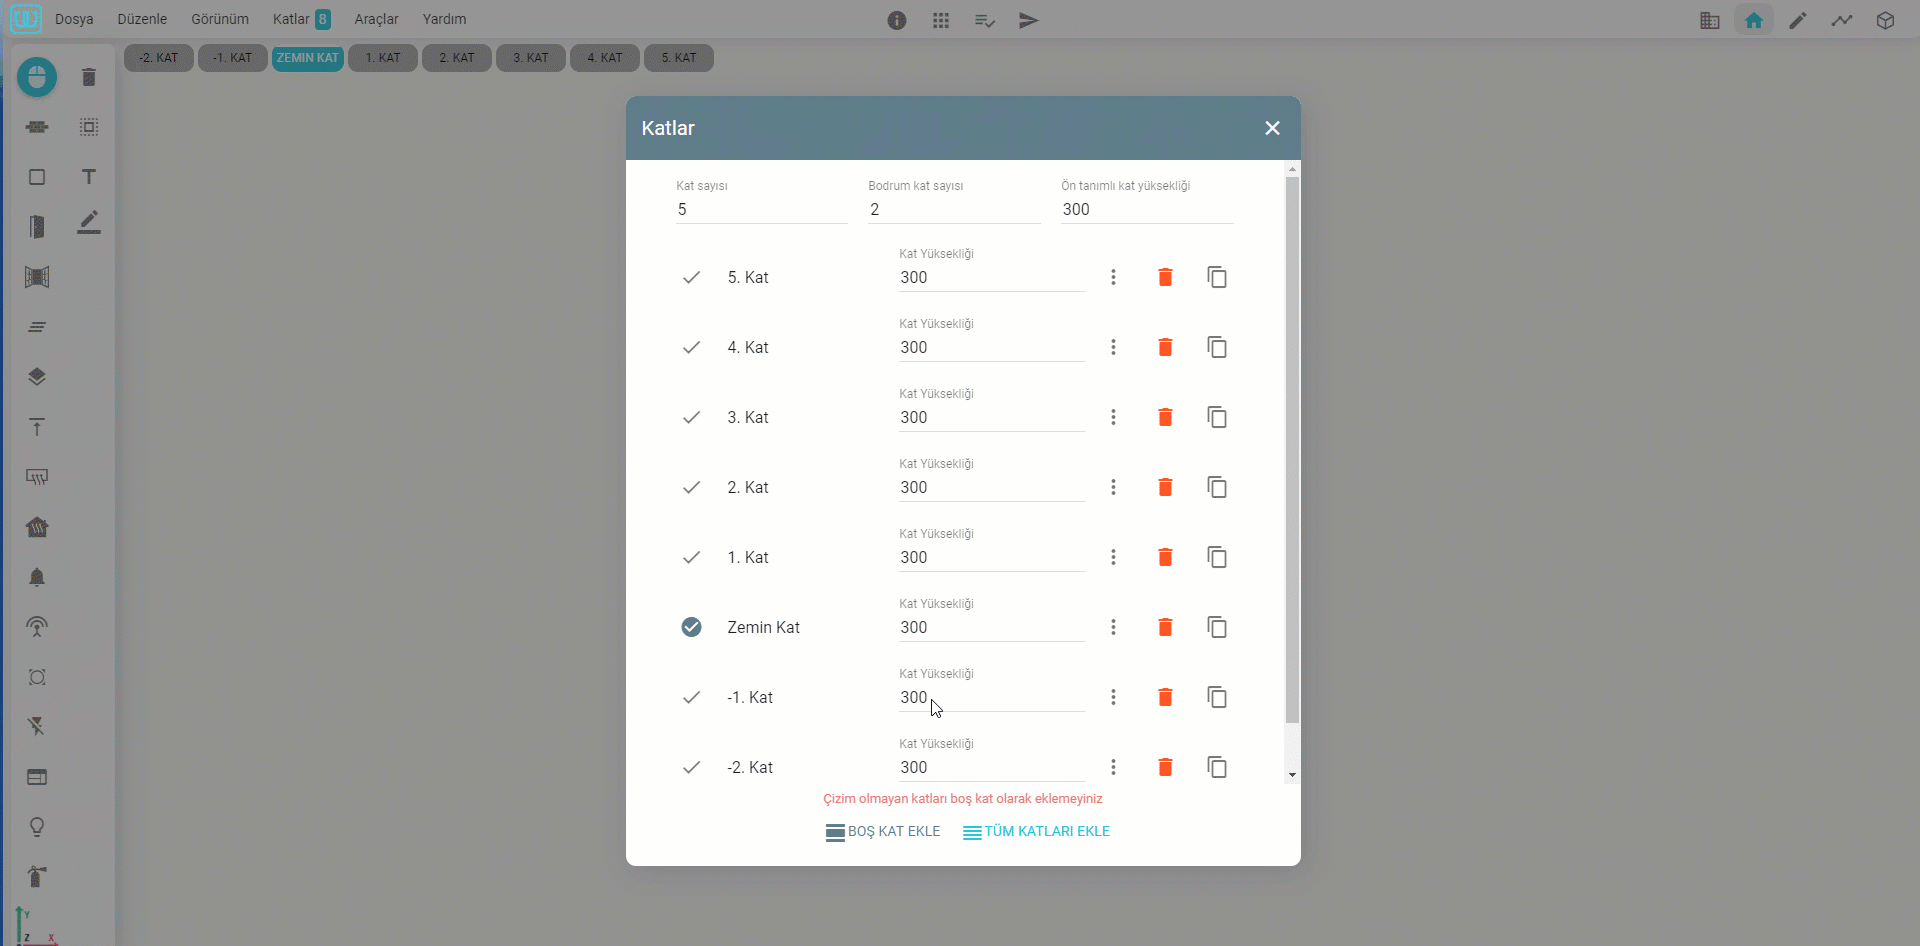 Dosya Düzenle Görünüm Katlar 8 Araçlar Yardım
-2. KAT -1. KAT ZEMIN KAT 1. KAT 2. KAT 3. KAT 4. KAT 5. KAT
T
Katlar
Kat sayısı Bodrum kat sayısı Ön tanımlı kat yüksekliği
5 2 300
Kat Yüksekliği
5. Kat 300
Kat Yüksekliği
4. Kat 300
Kat Yüksekliği
3. Kat 300
Kat Yüksekliği
2. Kat 300
Kat Yüksekliği
1. Kat 300
Kat Yüksekliği
Zemin Kat 300
Kat Yüksekliği
-1. Kat 300
Kat Yüksekliği
-2. Kat 300
Çizim olmayan katları boş kat olarak eklemeyiniz
BOŞ KAT EKLE TÜM KATLARI EKLE
Y
Z X